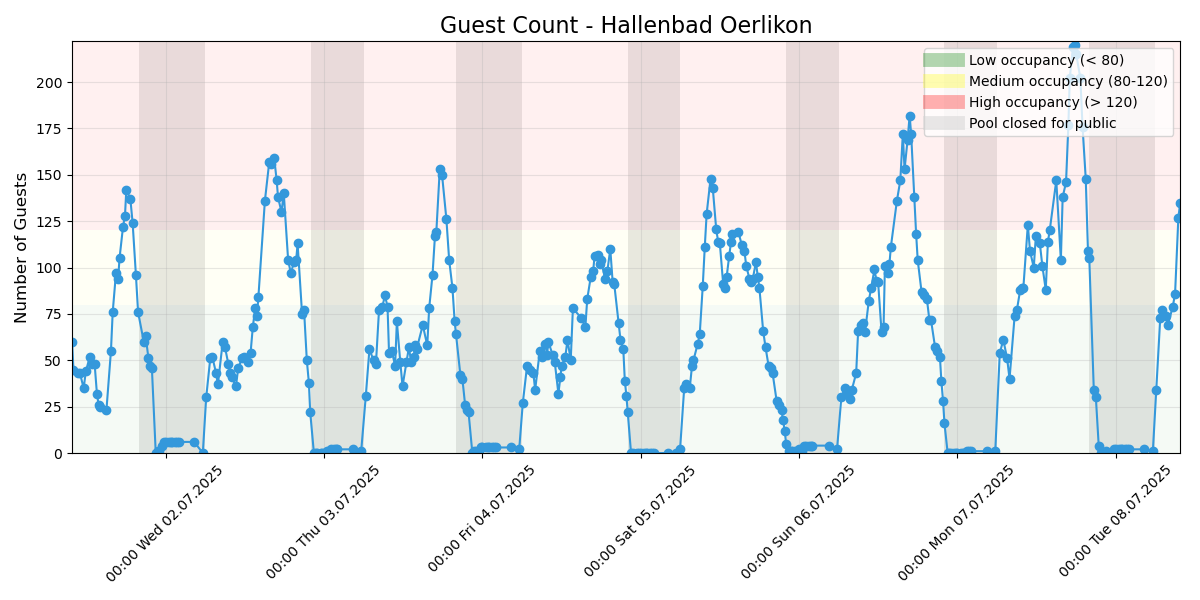 Guest Count - Hallenbad Oerlikon
Low occupancy (< 80)
Medium occupancy (80-120)
High occupancy (> 120)
Pool closed for public
Number of Guests
200
175
150
125
100
75
50
25
0
00:00 Wed 02.07.2025
00:00 Thu 03.07.2025
00:00 Fri 04.07.2025
00:00 Sat 05.07.2025
00:00 Sun 06.07.2025
00:00 Mon 07.07.2025
00:00 Tue 08.07.2025